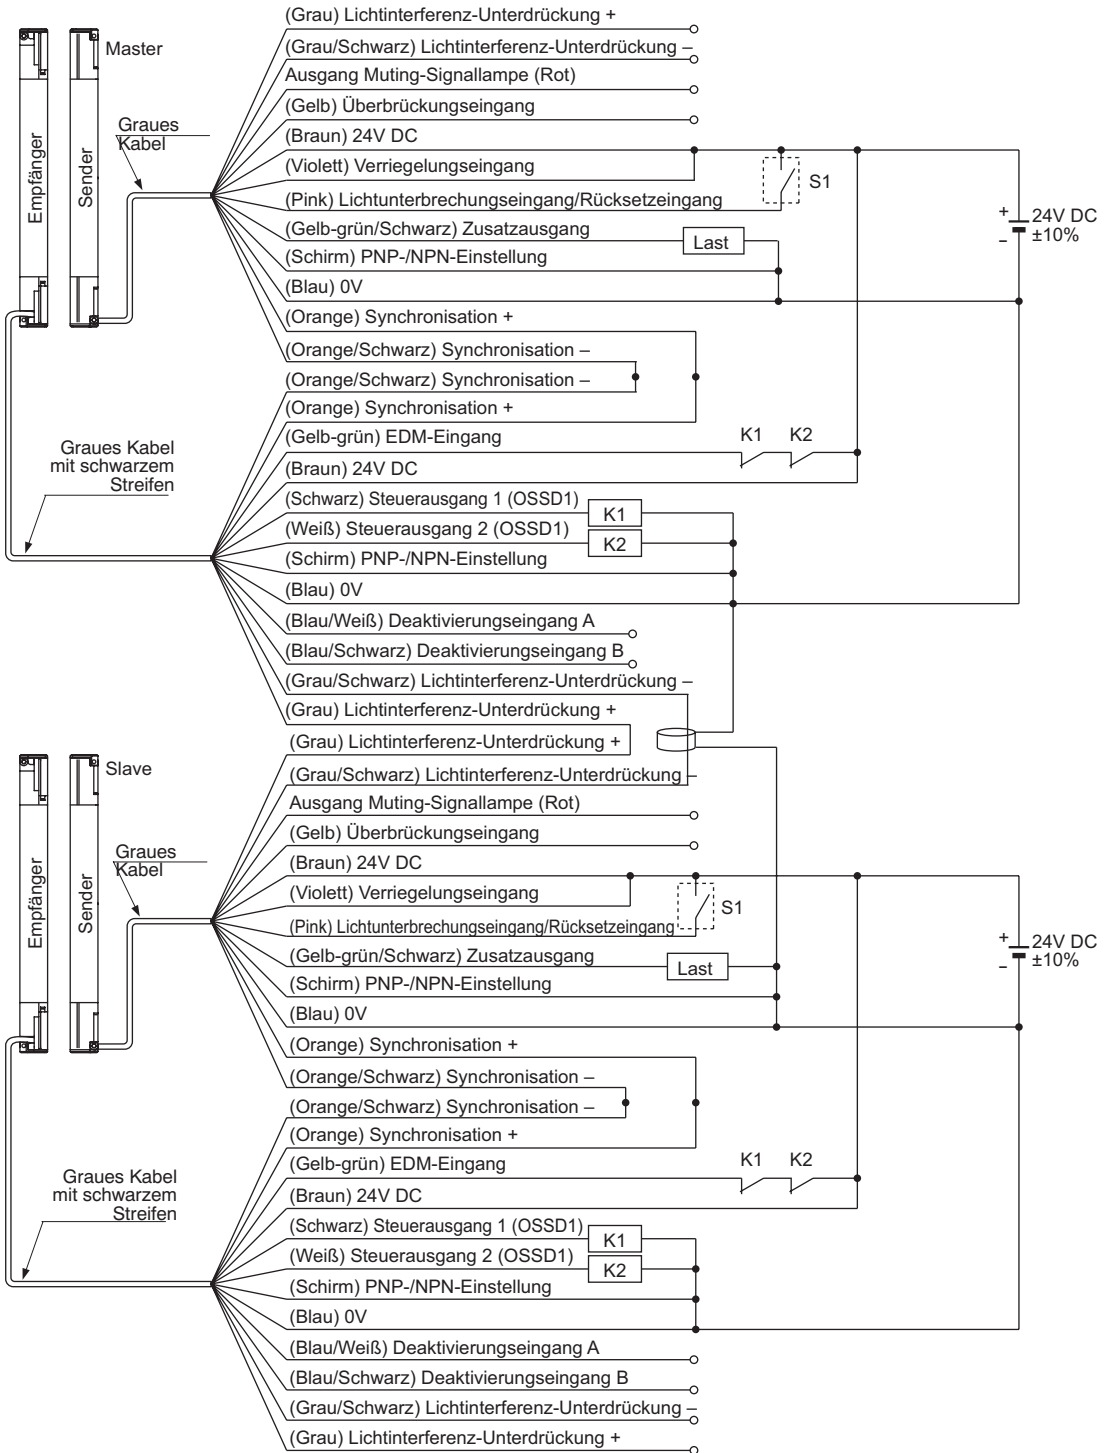 (Grau) Lichtinterferenz-Unterdrückung +
Master
(Grau/Schwarz) Lichtinterferenz-Unterdrückung –
Ausgang Muting-Signallampe (Rot)
(Gelb) Überbrückungseingang
Graues
Kabel
(Braun) 24V DC
Empfänger
Sender
(Violett) Verriegelungseingang
S1
(Pink) Lichtunterbrechungseingang/Rücksetzeingang
+
24V DC
±10%
–
(Gelb-grün/Schwarz) Zusatzausgang
Last
(Schirm) PNP-/NPN-Einstellung
(Blau) 0V
(Orange) Synchronisation +
(Orange/Schwarz) Synchronisation –
(Orange/Schwarz) Synchronisation –
(Orange) Synchronisation +
(Gelb-grün) EDM-Eingang
K1
K2
Graues Kabel
mit schwarzem
Streifen
(Braun) 24V DC
(Schwarz) Steuerausgang 1 (OSSD1)
K1
(Weiß) Steuerausgang 2 (OSSD1)
K2
(Schirm) PNP-/NPN-Einstellung
(Blau) 0V
(Blau/Weiß) Deaktivierungseingang A
(Blau/Schwarz) Deaktivierungseingang B
(Grau/Schwarz) Lichtinterferenz-Unterdrückung –
(Grau) Lichtinterferenz-Unterdrückung +
(Grau) Lichtinterferenz-Unterdrückung +
Slave
(Grau/Schwarz) Lichtinterferenz-Unterdrückung –
Ausgang Muting-Signallampe (Rot)
(Gelb) Überbrückungseingang
Graues
Kabel
(Braun) 24V DC
Empfänger
Sender
(Violett) Verriegelungseingang
S1
(Pink) Lichtunterbrechungseingang/Rücksetzeingang
+
24V DC
±10%
–
(Gelb-grün/Schwarz) Zusatzausgang
Last
(Schirm) PNP-/NPN-Einstellung
(Blau) 0V
(Orange) Synchronisation +
(Orange/Schwarz) Synchronisation –
(Orange/Schwarz) Synchronisation –
(Orange) Synchronisation +
(Gelb-grün) EDM-Eingang
K1
K2
Graues Kabel
mit schwarzem
Streifen
(Braun) 24V DC
(Schwarz) Steuerausgang 1 (OSSD1)
K1
(Weiß) Steuerausgang 2 (OSSD1)
K2
(Schirm) PNP-/NPN-Einstellung
(Blau) 0V
(Blau/Weiß) Deaktivierungseingang A
(Blau/Schwarz) Deaktivierungseingang B
(Grau/Schwarz) Lichtinterferenz-Unterdrückung –
(Grau) Lichtinterferenz-Unterdrückung +